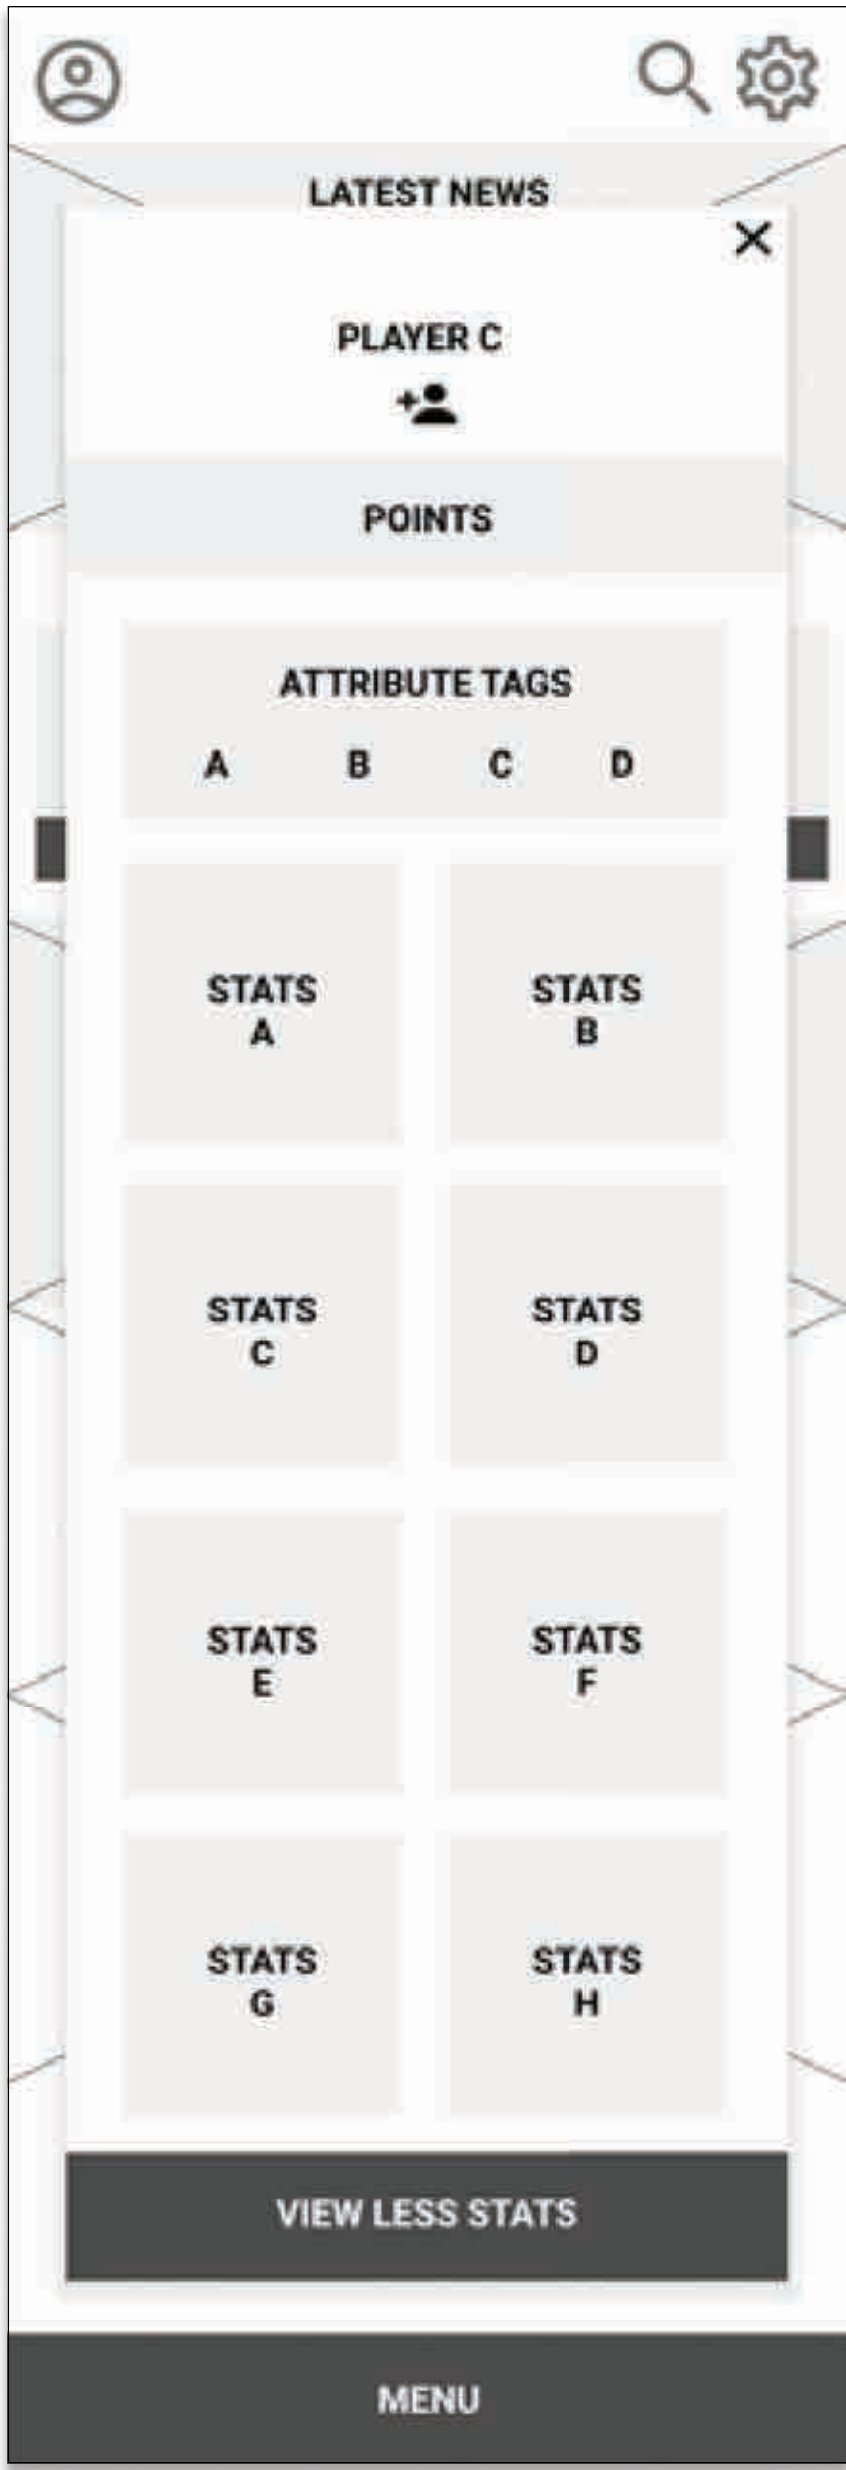 LATEST NEWS
PLAYER C
POINTS
ATTRIBUTE TAGS
A B C D
STATS
A
STATS
B
STATS
C
STATS
D
STATS
E
STATS
F
STATS
G
STATS
H
VIEW LESS STATS
MENU